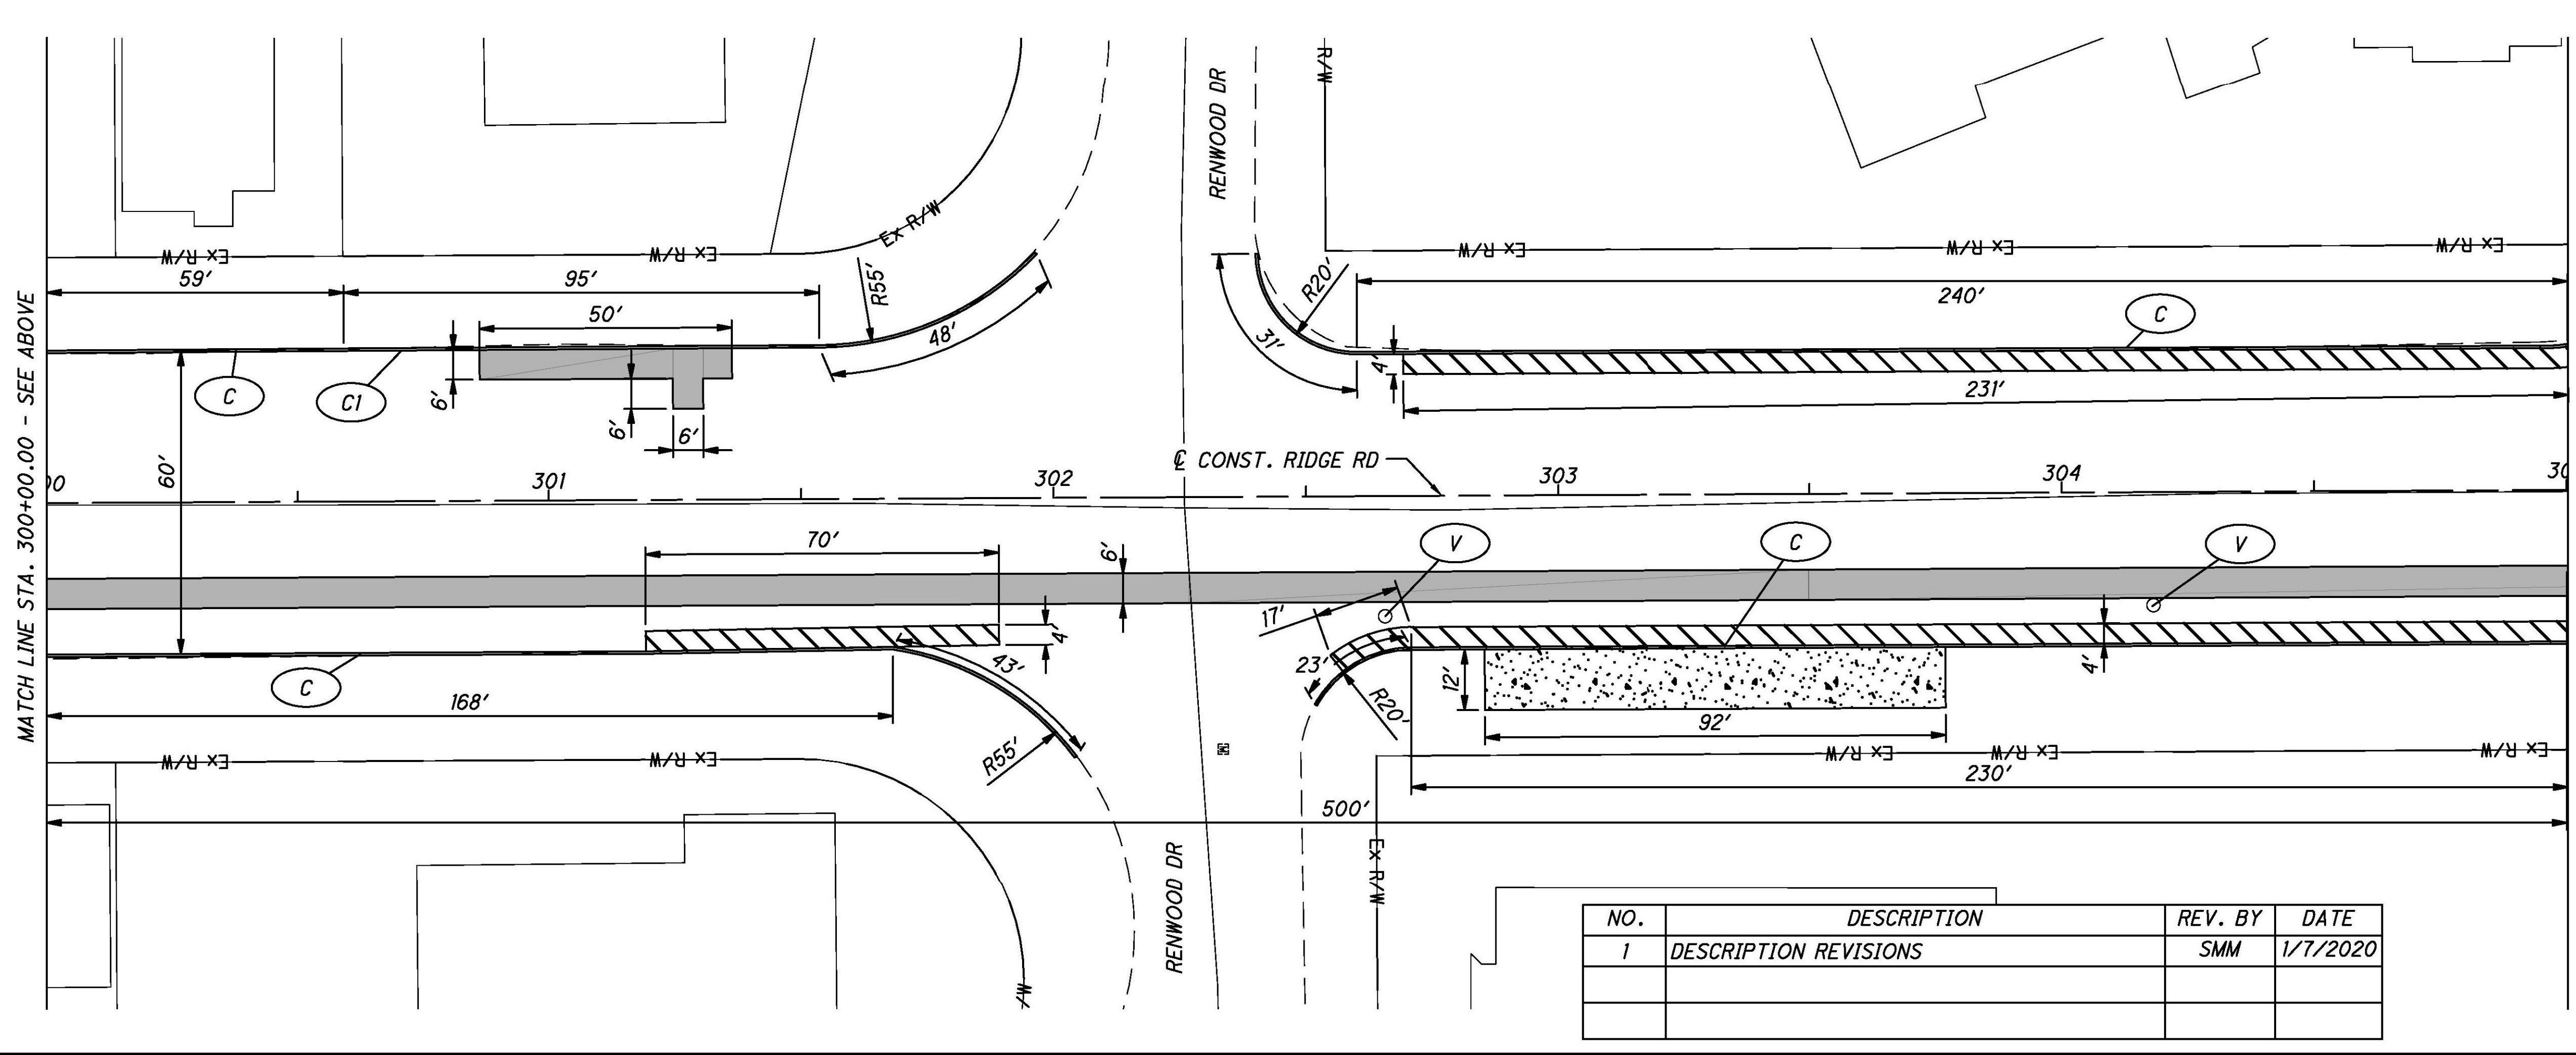 RENWOOD DR
R/W
Ex R/W
Ex R/W
Ex R/W
Ex R/W
Ex R/W
Ex R/W
59'
95'
R55'
R20'
240'
50'
48'
31'
C
MATCH LINE STA. 300+00.00 - SEE ABOVE
6'
4'
C
C1
231'
6'
6'
60'
℄ CONST. RIDGE RD
00
301
302
303
304
30
70'
6'
V
C
V
17'
4'
4'
43'
23'
C
12'
R20'
168'
92'
R55'
Ex R/W
Ex R/W
Ex R/W
Ex R/W
Ex R/W
230'
500'
RENWOOD DR
Ex R/W
/W
NO. DESCRIPTION REV. BY DATE
1 DESCRIPTION REVISIONS SMM 1/7/2020